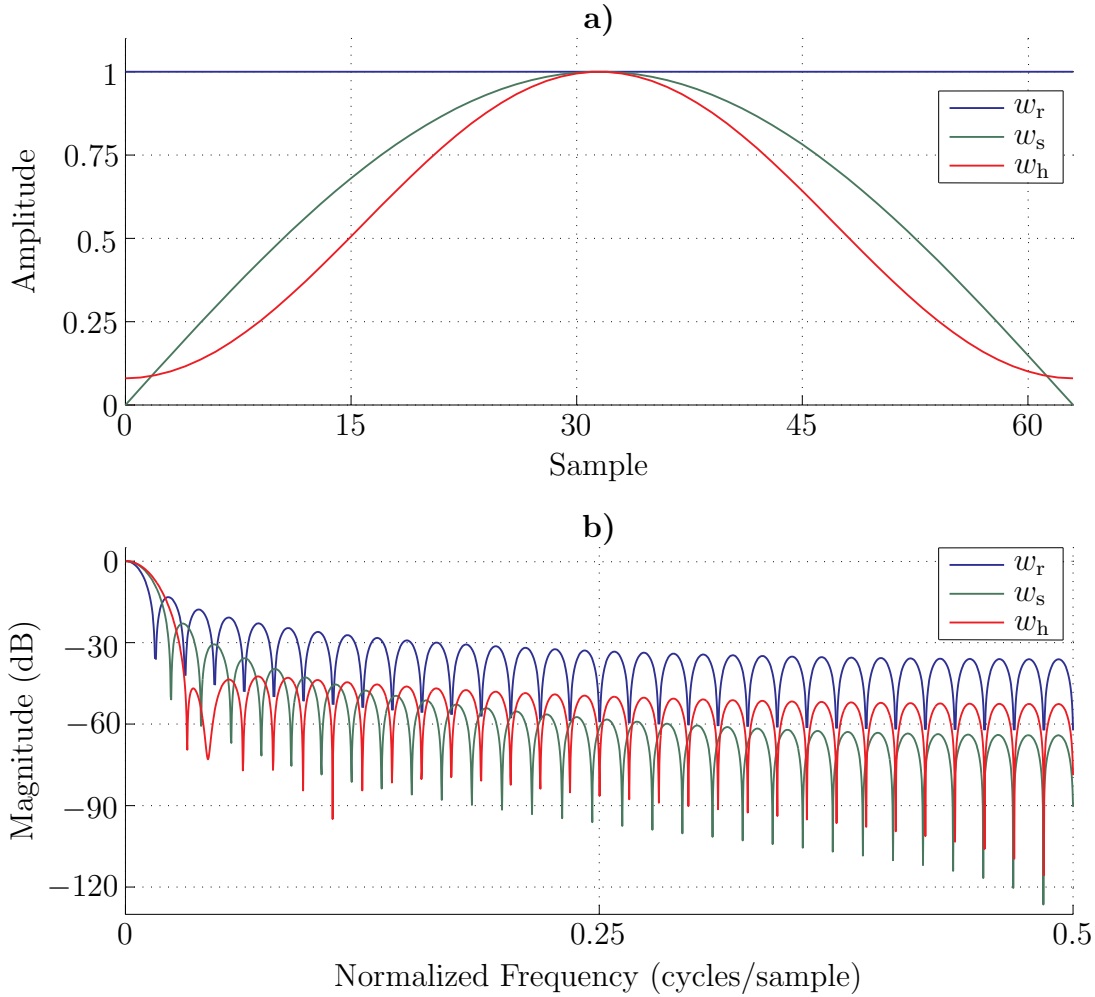 a)
Amplitude
1
0.75
0.5
0.25
0
w_r
w_s
w_h
0 15 30 45 60
Sample
b)
Magnitude (dB)
0
−30
−60
−90
−120
w_r
w_s
w_h
0 0.25 0.5
Normalized Frequency (cycles/sample)